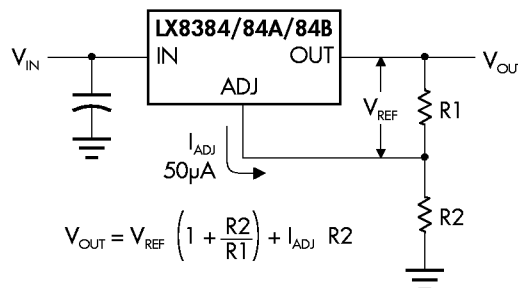 LX8384/84A/84B
V_IN IN OUT V_OU
ADJ
V_REF R1
I_ADJ
50µA
R2
V_OUT = V_REF (1 + R2/R1) + I_ADJ R2